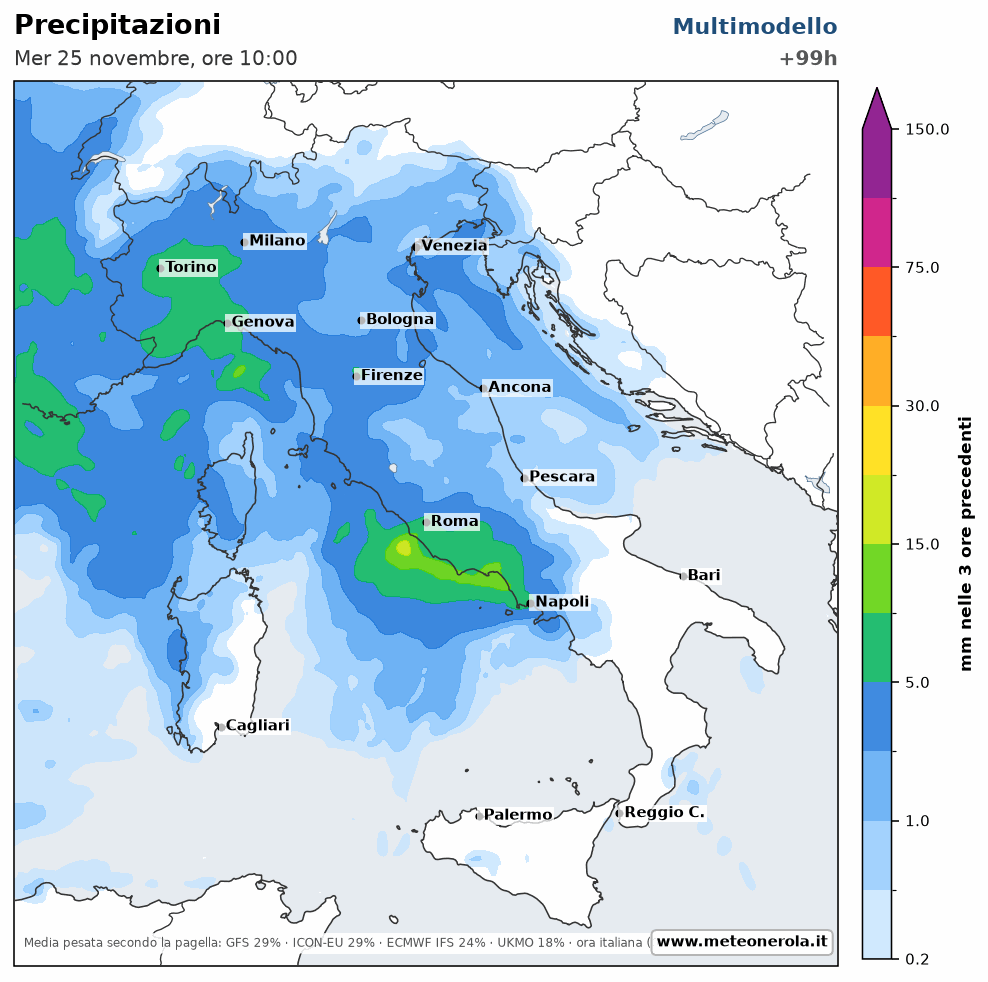 Precipitazioni
Multimodello
Mer 25 novembre, ore 10:00
+99h
150.0
75.0
30.0
15.0
5.0
1.0
0.2
mm nelle 3 ore precedenti
Milano
Venezia
Torino
Genova
Bologna
Firenze
Ancona
Pescara
Roma
Bari
Napoli
Cagliari
Palermo
Reggio C.
Media pesata secondo la pagella: GFS 29% · ICON-EU 29% · ECMWF IFS 24% · UKMO 18% · ora italiana (
www.meteonerola.it